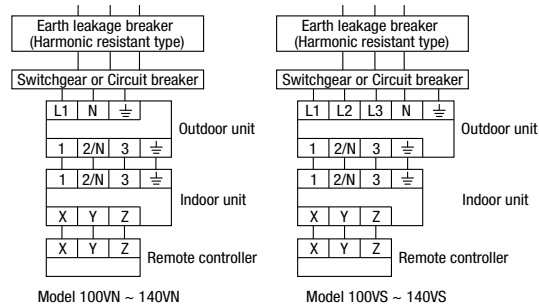 Earth leakage breaker
(Harmonic resistant type)
Switchgear or Circuit breaker
L1 N ⏚
Outdoor unit
1 2/N 3 ⏚
1 2/N 3 ⏚
Indoor unit
X Y Z
X Y Z
Remote controller
Model 100VN ~ 140VN
Earth leakage breaker
(Harmonic resistant type)
Switchgear or Circuit breaker
L1 L2 L3 N ⏚
Outdoor unit
1 2/N 3 ⏚
1 2/N 3 ⏚
Indoor unit
X Y Z
X Y Z
Remote controller
Model 100VS ~ 140VS